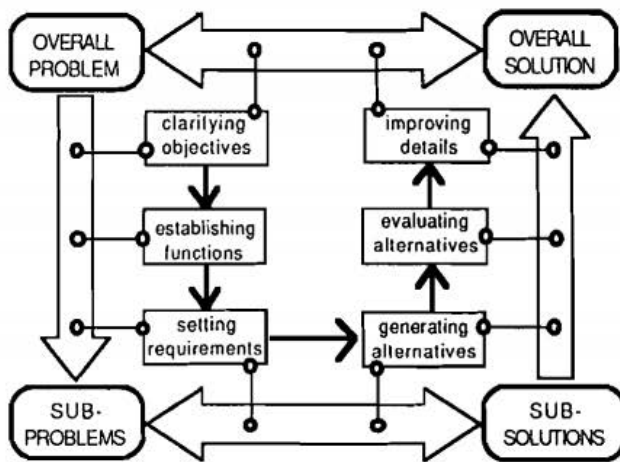 OVERALL
PROBLEM
OVERALL
SOLUTION
clarifying
objectives
improving
details
establishing
functions
evaluating
alternatives
setting
requirements
generating
alternatives
SUB-
PROBLEMS
SUB-
SOLUTIONS